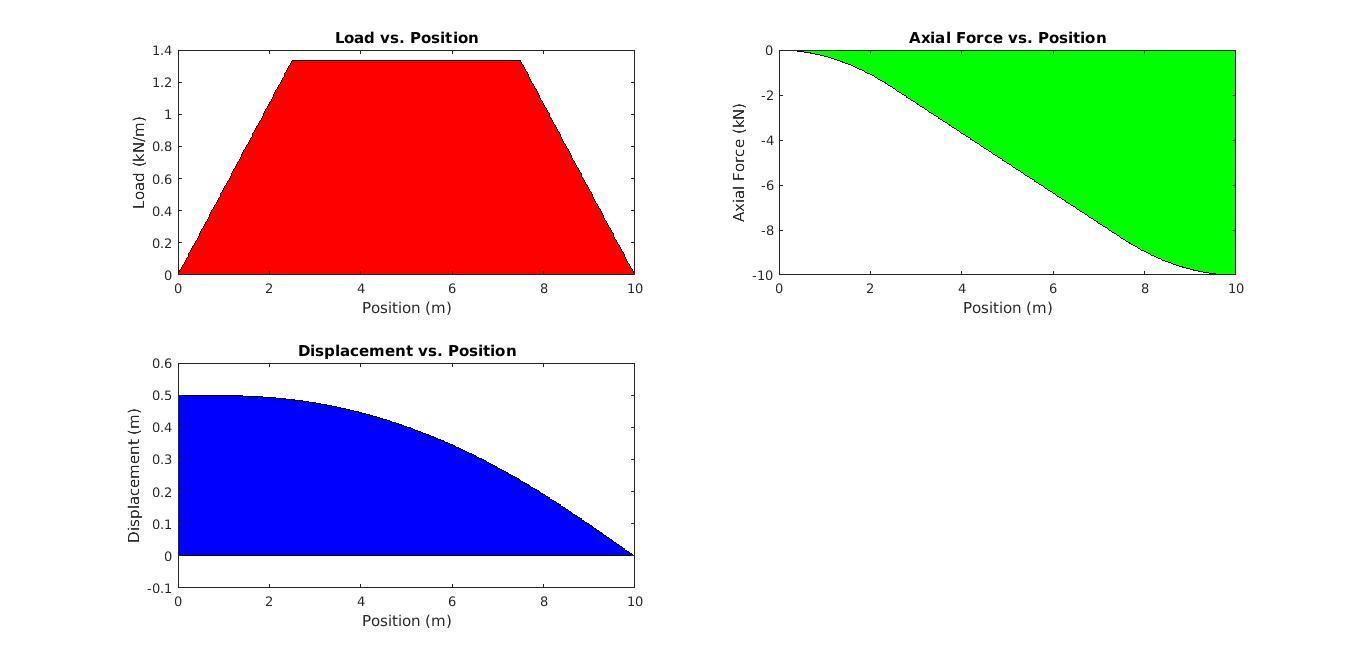 Load vs. Position
1.4
1.2
1
0.8
0.6
0.4
0.2
0
Load (kN/m)
0 2 4 6 8 10
Position (m)
Axial Force vs. Position
0
-2
-4
-6
-8
-10
Axial Force (kN)
0 2 4 6 8 10
Position (m)
Displacement vs. Position
0.6
0.5
0.4
0.3
0.2
0.1
0
-0.1
Displacement (m)
0 2 4 6 8 10
Position (m)